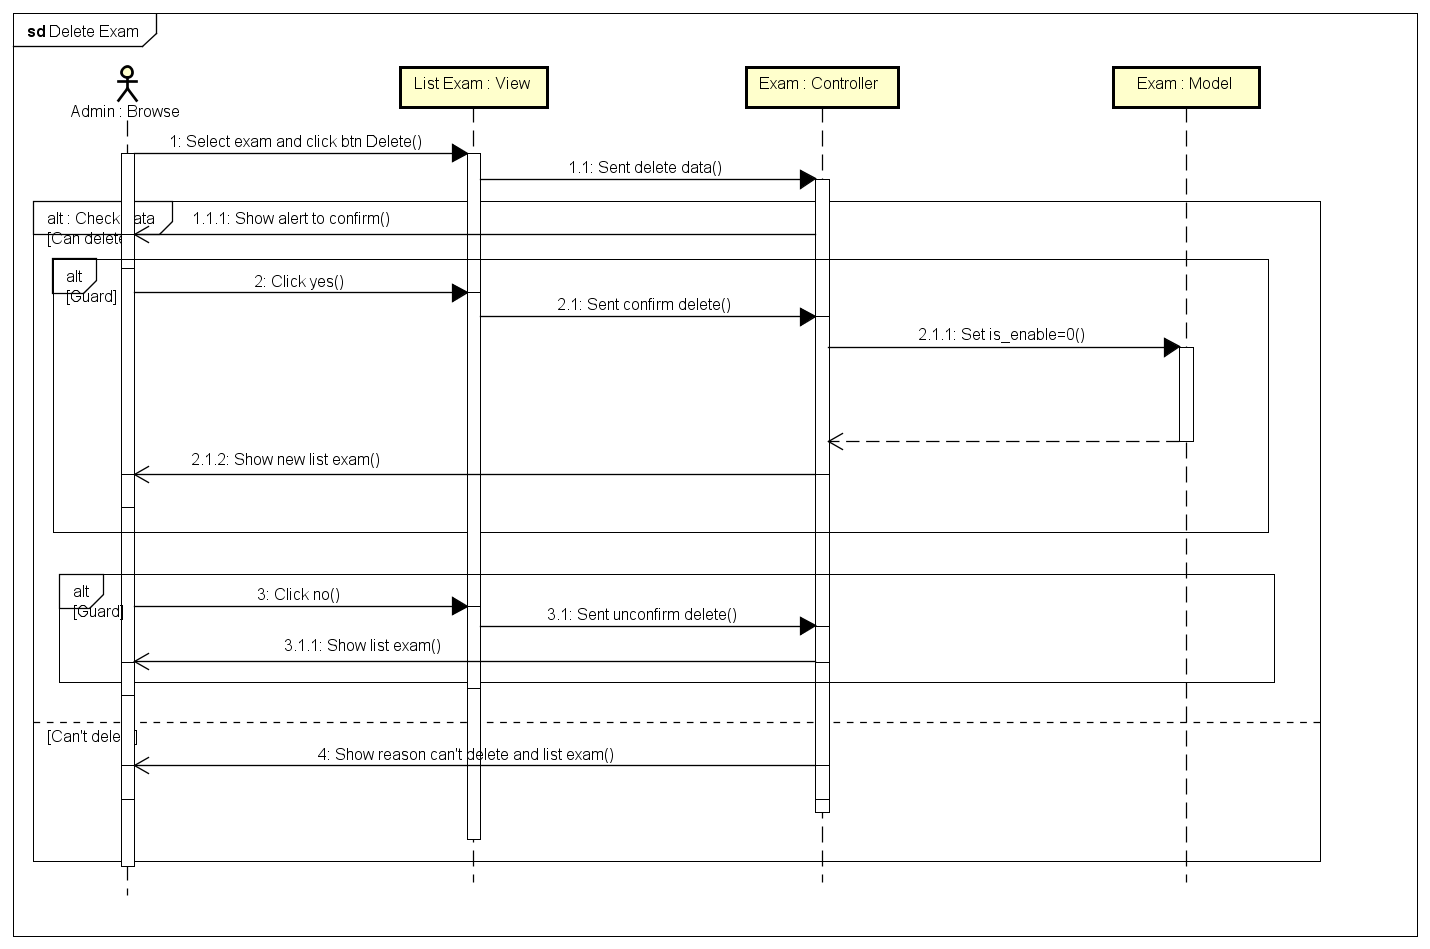 sd Delete Exam
List Exam : View
Exam : Controller
Exam : Model
Admin : Browse
1: Select exam and click btn Delete()
1.1: Sent delete data()
alt : Check ata
1.1.1: Show alert to confirm()
[Can delete
alt
[Guard]
2: Click yes()
2.1: Sent confirm delete()
2.1.1: Set is_enable=0()
2.1.2: Show new list exam()
alt
[Guard]
3: Click no()
3.1: Sent unconfirm delete()
3.1.1: Show list exam()
[Can't dele ]
4: Show reason can't delete and list exam()